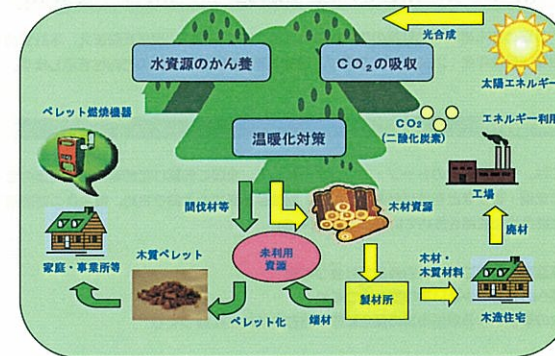 光合成
水資源のかん養
CO₂の吸収
太陽エネルギー
ペレット燃焼機器
温暖化対策
CO₂
(二酸化炭素)
エネルギー利用
工場
間伐材等
木材資源
廃材
家庭・事業所等
木質ペレット
未利用
資源
製材所
木材・
木質材料
木造住宅
ペレット化
端材